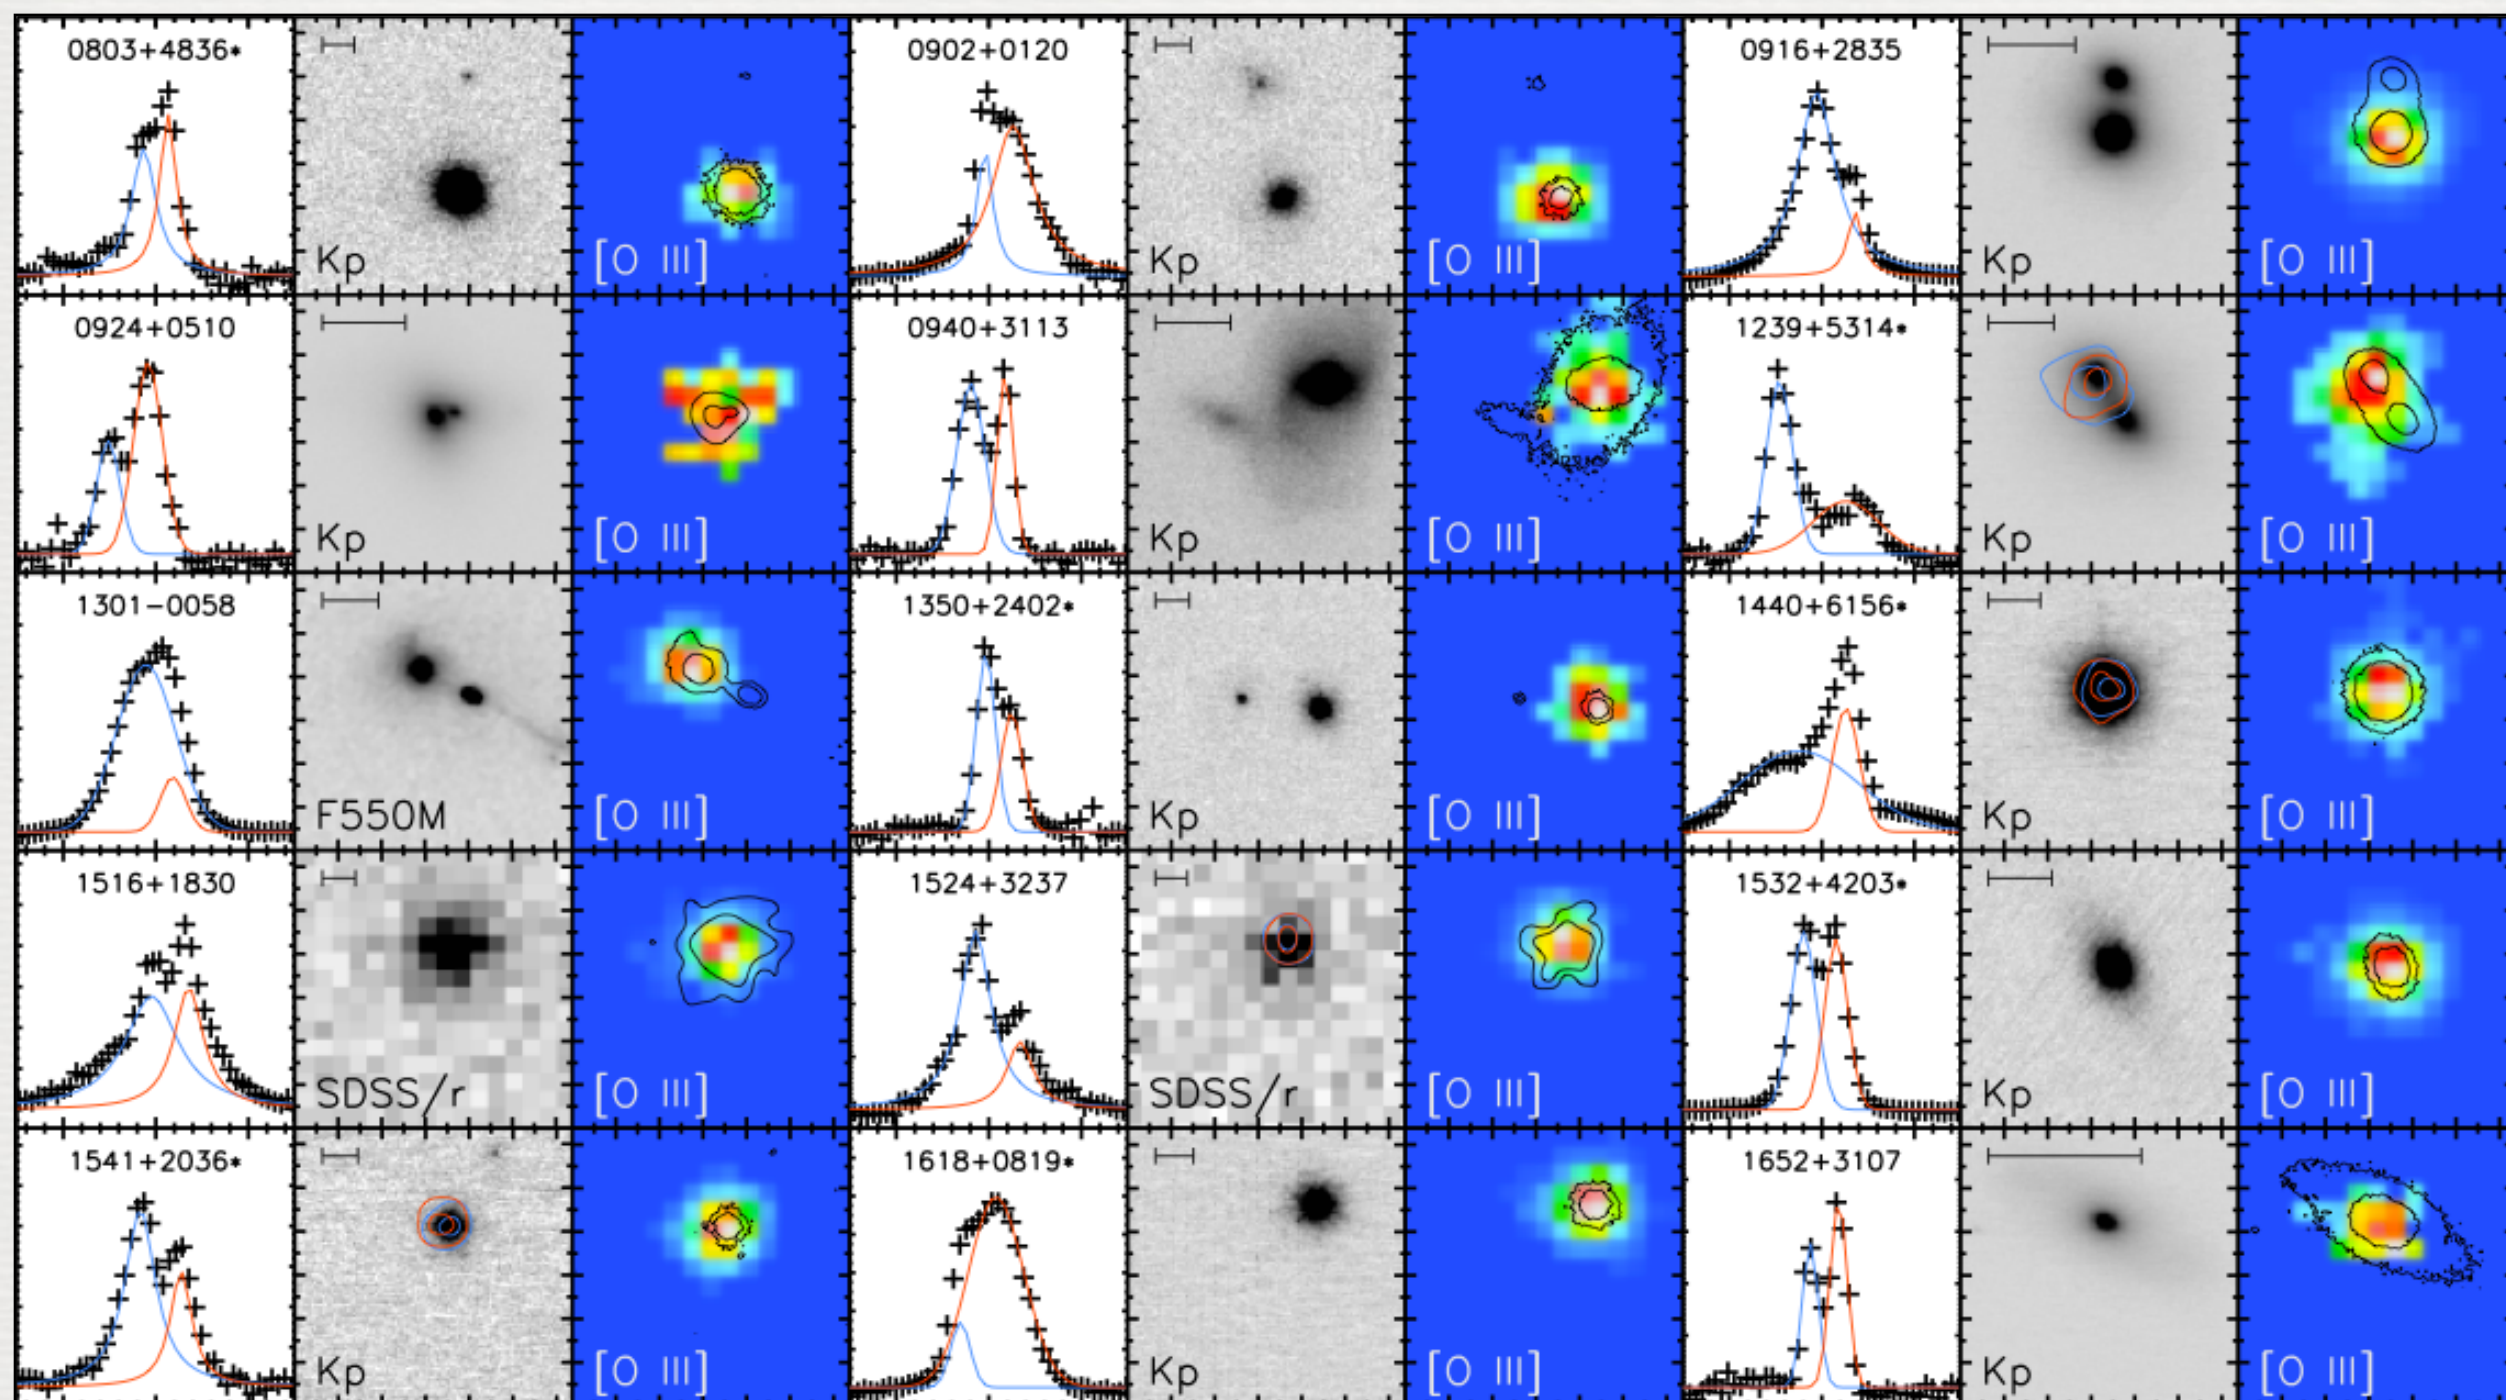 0803+4836*
Kp
[O III]
0902+0120
Kp
[O III]
0916+2835
Kp
[O III]
0924+0510
Kp
[O III]
0940+3113
Kp
[O III]
1239+5314*
Kp
[O III]
1301-0058
F550M
[O III]
1350+2402*
Kp
[O III]
1440+6156*
Kp
[O III]
1516+1830
SDSS/r
[O III]
1524+3237
SDSS/r
[O III]
1532+4203*
Kp
[O III]
1541+2036*
Kp
[O III]
1618+0819*
Kp
[O III]
1652+3107
Kp
[O III]